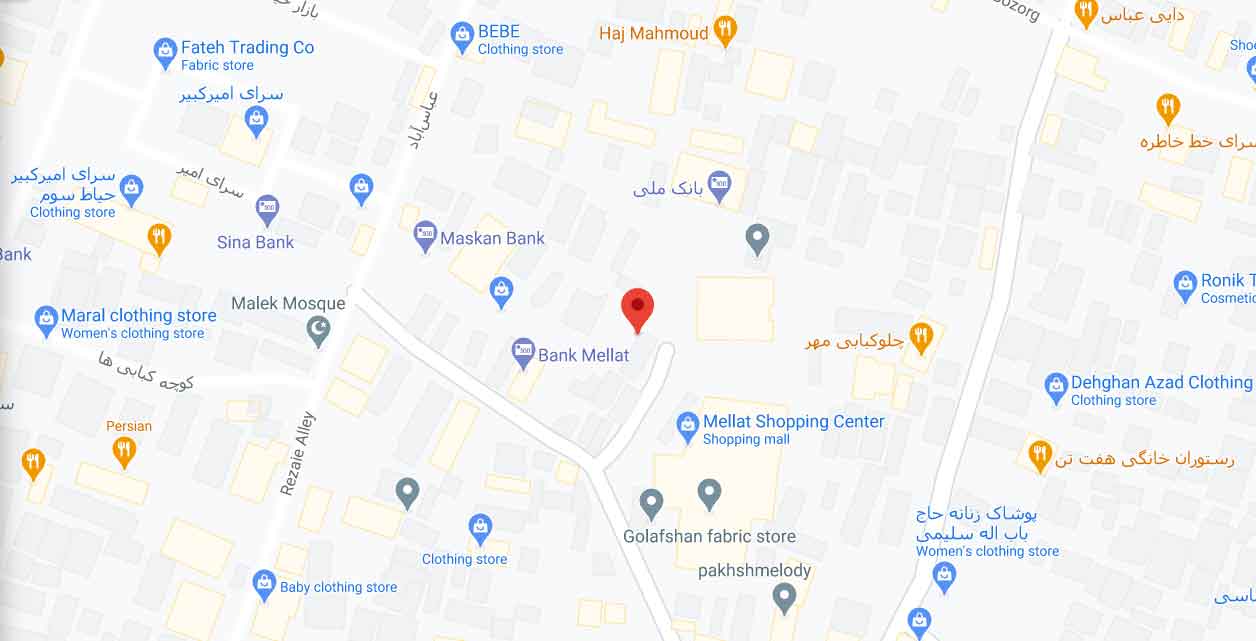 بازار
Bozorg
دایی عباس
BEBE
Clothing store
Haj Mahmoud
Fateh Trading Co
Fabric store
Shoe
سرای امیرکبیر
عباس‌آباد
سرای خط خاطره
سرای امیر
سرای امیرکبیر
حیاط سوم
Clothing store
بانک ملی
Sina Bank
Maskan Bank
Bank
Ronik T
Cosmetic
Malek Mosque
Maral clothing store
Women's clothing store
چلوکبابی مهر
Bank Mellat
کوچه کبابی ها
Dehghan Azad Clothing
Clothing store
Mellat Shopping Center
Shopping mall
Persian
Rezaie Alley
رستوران خانگی هفت تن
پوشاک زنانه حاج
باب اله سلیمی
Women's clothing store
Golafshan fabric store
Clothing store
pakhshmelody
Baby clothing store